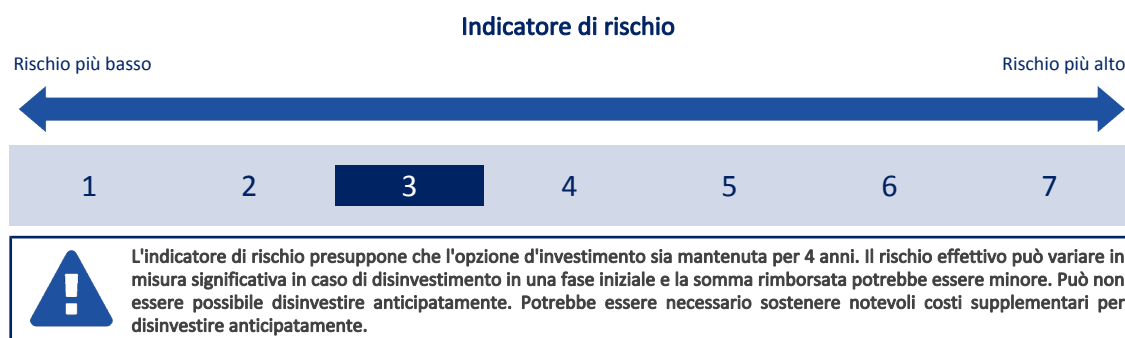 Indicatore di rischio
Rischio più basso Rischio più alto
1 2 3 4 5 6 7
L'indicatore di rischio presuppone che l'opzione d'investimento sia mantenuta per 4 anni. Il rischio effettivo può variare in
misura significativa in caso di disinvestimento in una fase iniziale e la somma rimborsata potrebbe essere minore. Può non
essere possibile disinvestire anticipatamente. Potrebbe essere necessario sostenere notevoli costi supplementari per
disinvestire anticipatamente.